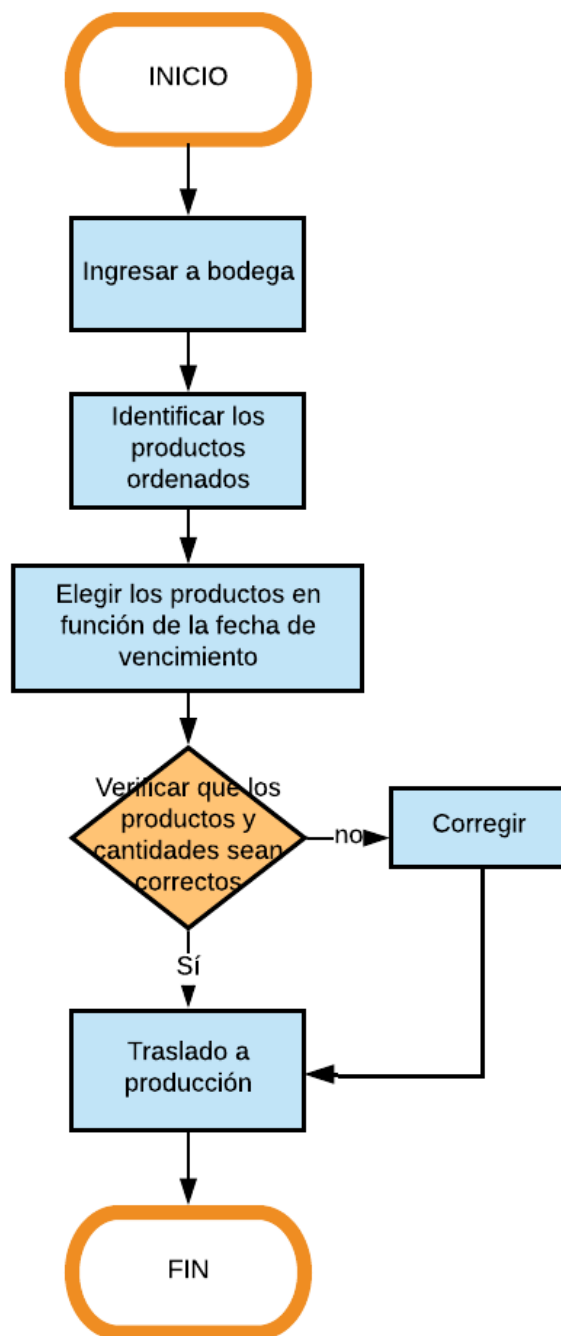 INICIO
Ingresar a bodega
Identificar los
productos
ordenados
Elegir los productos en
función de la fecha de
vencimiento
Verificar que los
productos y
cantidades sean
correctos
no
Corregir
Sí
Traslado a
producción
FIN